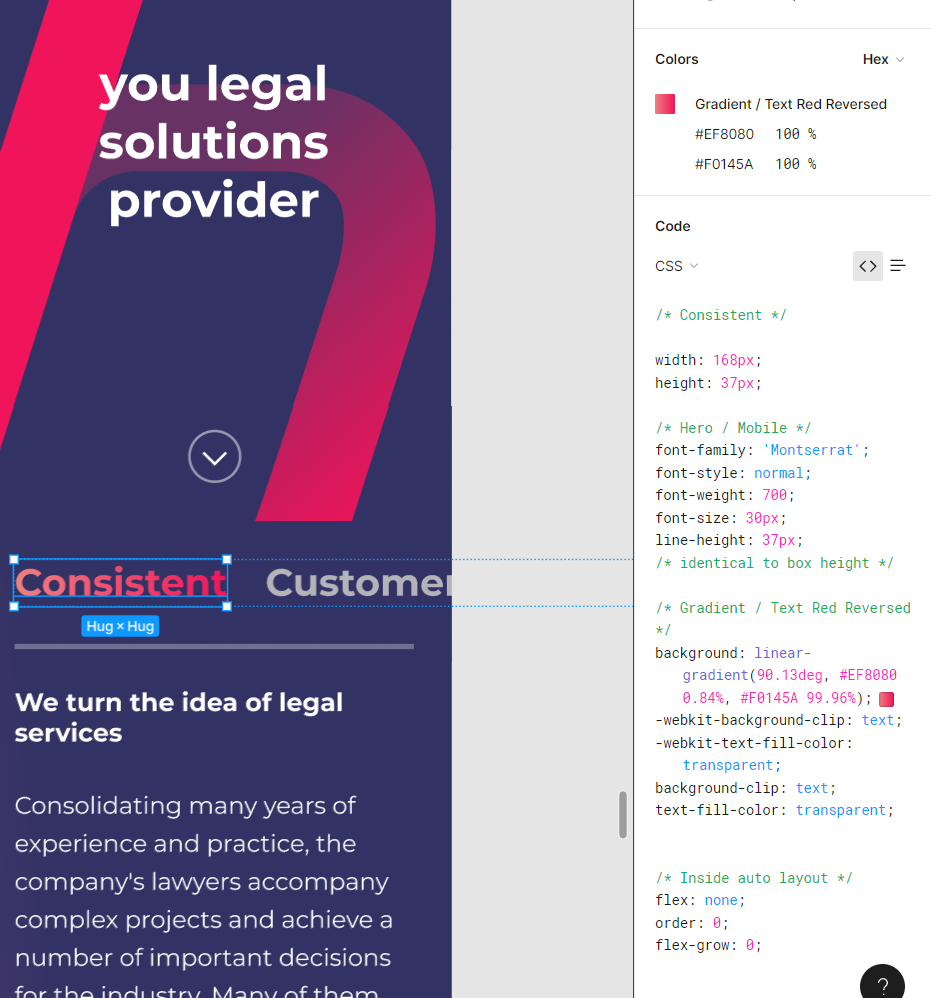 you legal
solutions
provider
Consistent
Customer
Hug × Hug
We turn the idea of legal
services
Consolidating many years of
experience and practice, the
company's lawyers accompany
complex projects and achieve a
number of important decisions
for the industry. Many of them
Colors
Hex
Gradient / Text Red Reversed
#EF8080 100 %
#F0145A 100 %
Code
CSS
/* Consistent */
width: 168px;
height: 37px;
/* Hero / Mobile */
font-family: 'Montserrat';
font-style: normal;
font-weight: 700;
font-size: 30px;
line-height: 37px;
/* identical to box height */
/* Gradient / Text Red Reversed
*/
background: linear-
gradient(90.13deg, #EF8080
0.84%, #F0145A 99.96%);
-webkit-background-clip: text;
-webkit-text-fill-color:
transparent;
background-clip: text;
text-fill-color: transparent;
/* Inside auto layout */
flex: none;
order: 0;
flex-grow: 0;
?